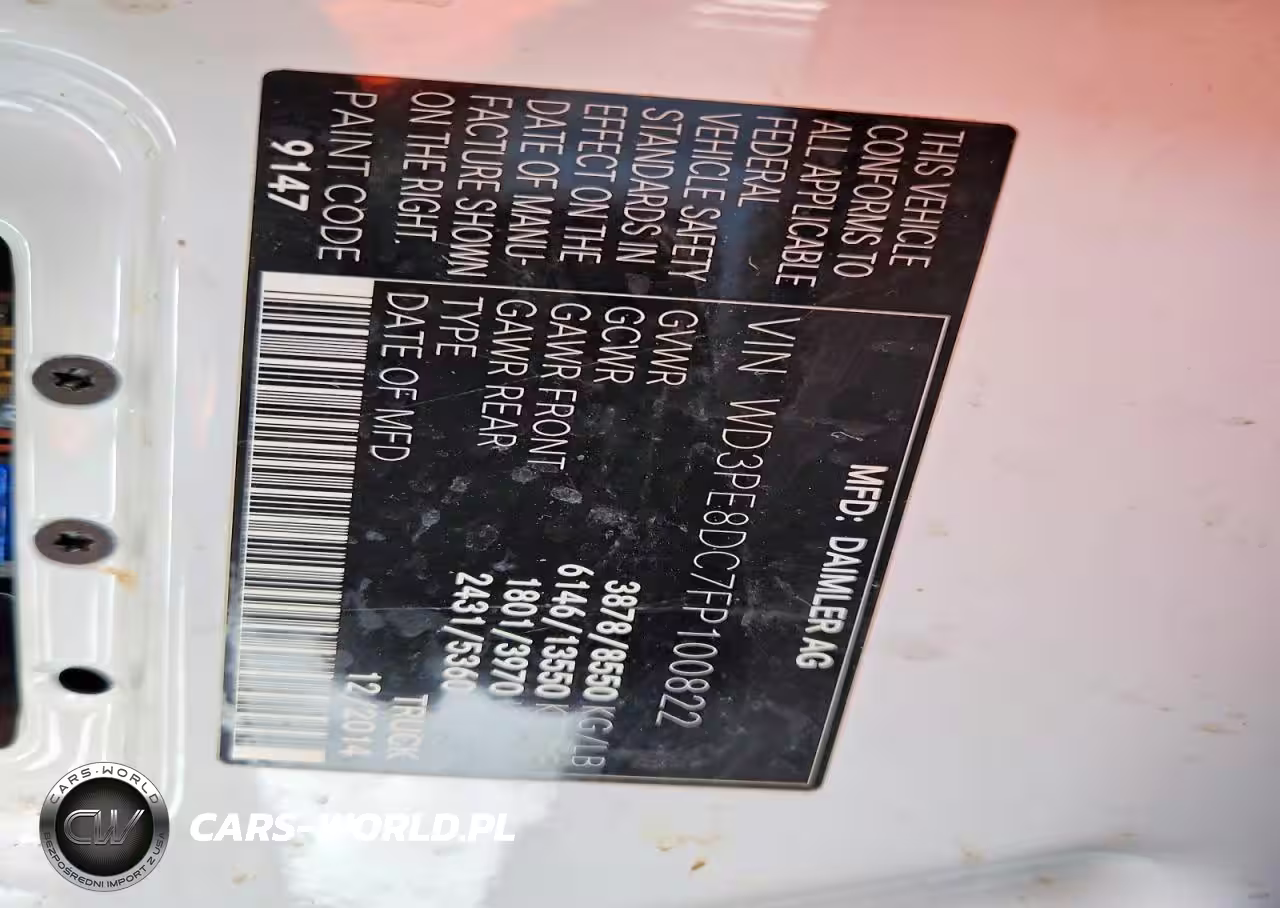 THIS VEHICLE
CONFORMS TO
ALL APPLICABLE
FEDERAL
VEHICLE SAFETY
STANDARDS IN
EFFECT ON THE
DATE OF MANU-
FACTURE SHOWN
ON THE RIGHT.
PAINT CODE
9147
MFD: DAIMLER AG
VIN WD3PE8DC7FP100822
GVWR 3878/8550 KG/LB
GCWR 6146/13550
GAWR FRONT 1801/3970
GAWR REAR 2431/5360
TYPE TRUCK
DATE OF MFD 12/2014
CARS-WORLD
CW
BEZPOŚREDNI IMPORT Z USA
CARS-WORLD.PL